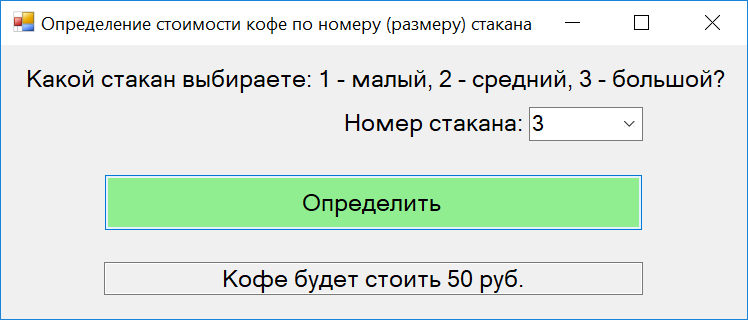 Определение стоимости кофе по номеру (размеру) стакана
Какой стакан выбираете: 1 - малый, 2 - средний, 3 - большой?
Номер стакана: 3
Определить
Кофе будет стоить 50 руб.